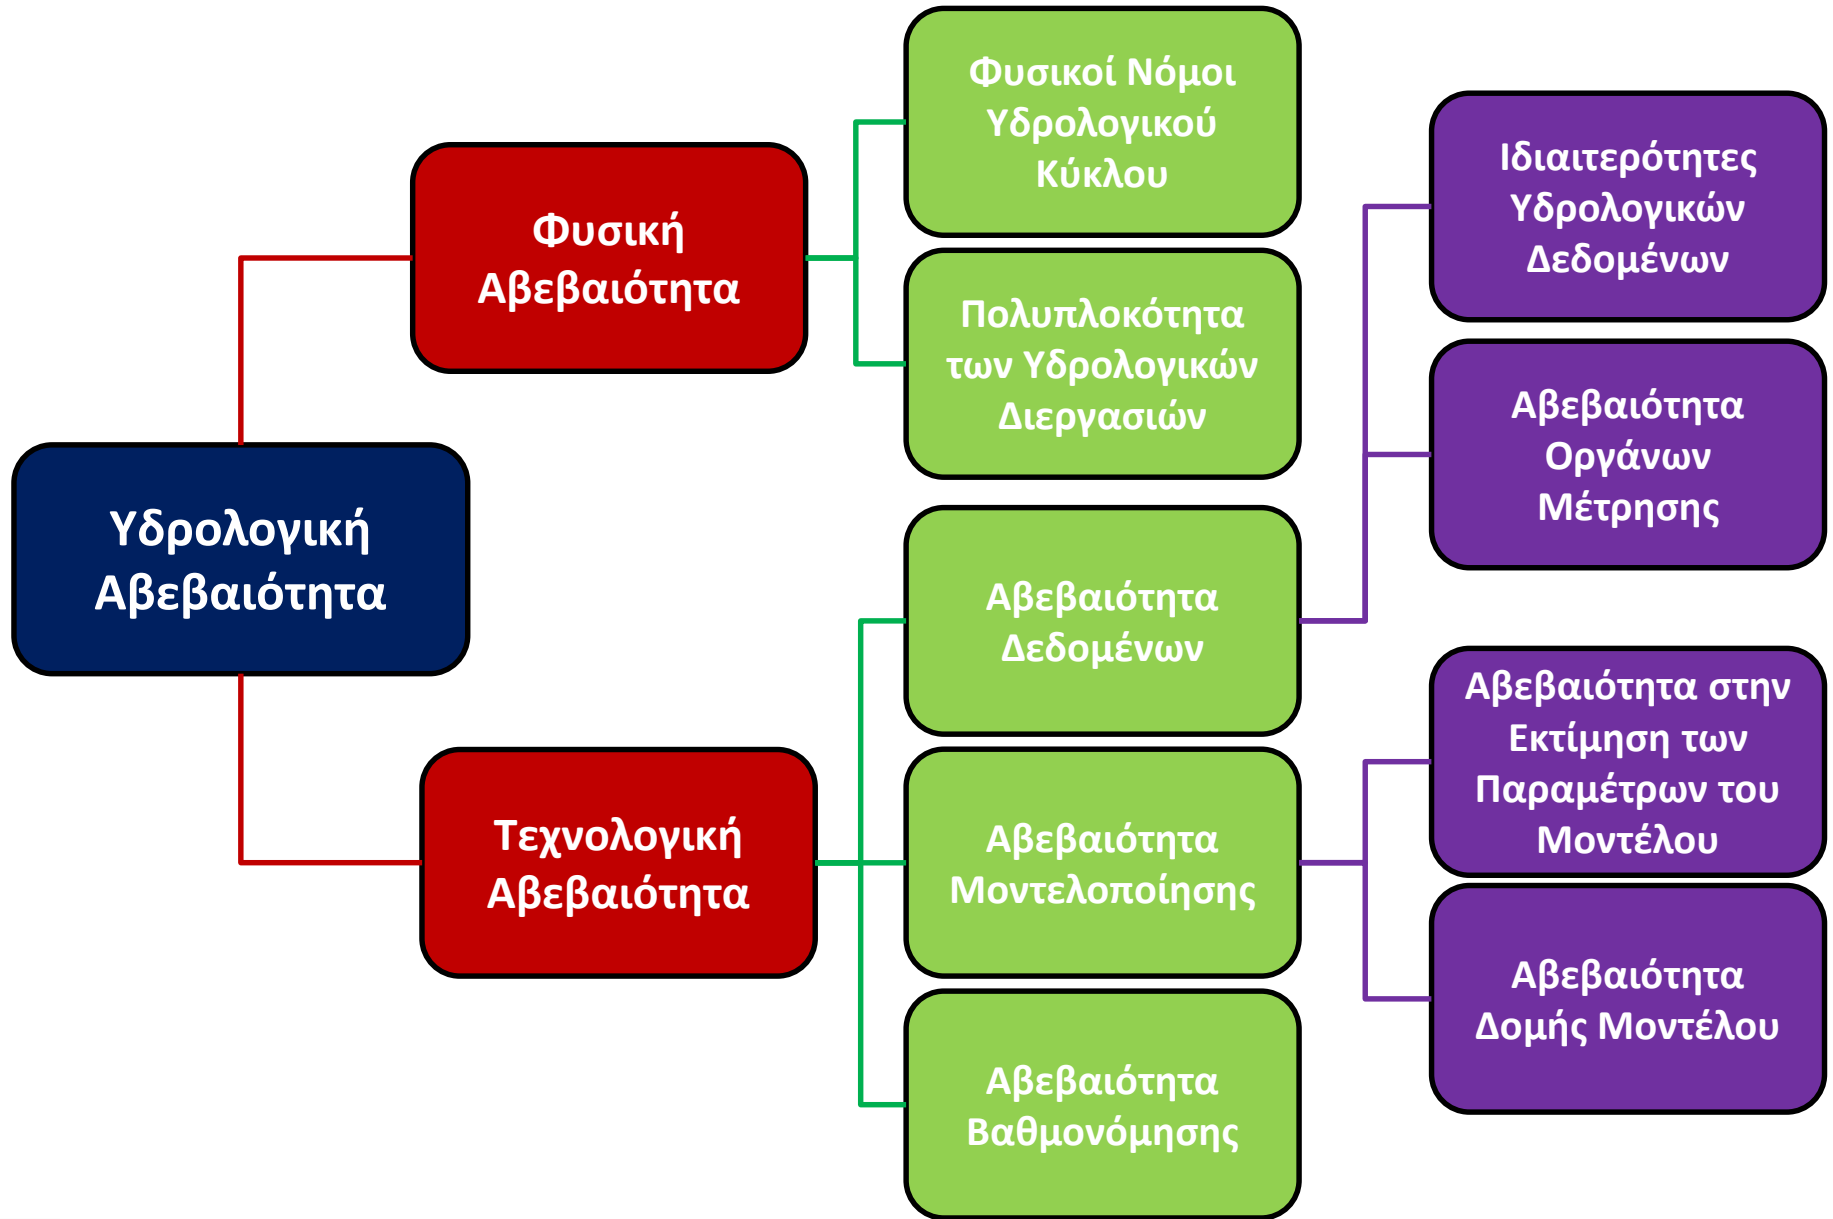 Υδρολογική
Αβεβαιότητα
Φυσική
Αβεβαιότητα
Τεχνολογική
Αβεβαιότητα
Φυσικοί Νόμοι
Υδρολογικού
Κύκλου
Πολυπλοκότητα
των Υδρολογικών
Διεργασιών
Αβεβαιότητα
Δεδομένων
Αβεβαιότητα
Μοντελοποίησης
Αβεβαιότητα
Βαθμονόμησης
Ιδιαιτερότητες
Υδρολογικών
Δεδομένων
Αβεβαιότητα
Οργάνων
Μέτρησης
Αβεβαιότητα στην
Εκτίμηση των
Παραμέτρων του
Μοντέλου
Αβεβαιότητα
Δομής Μοντέλου